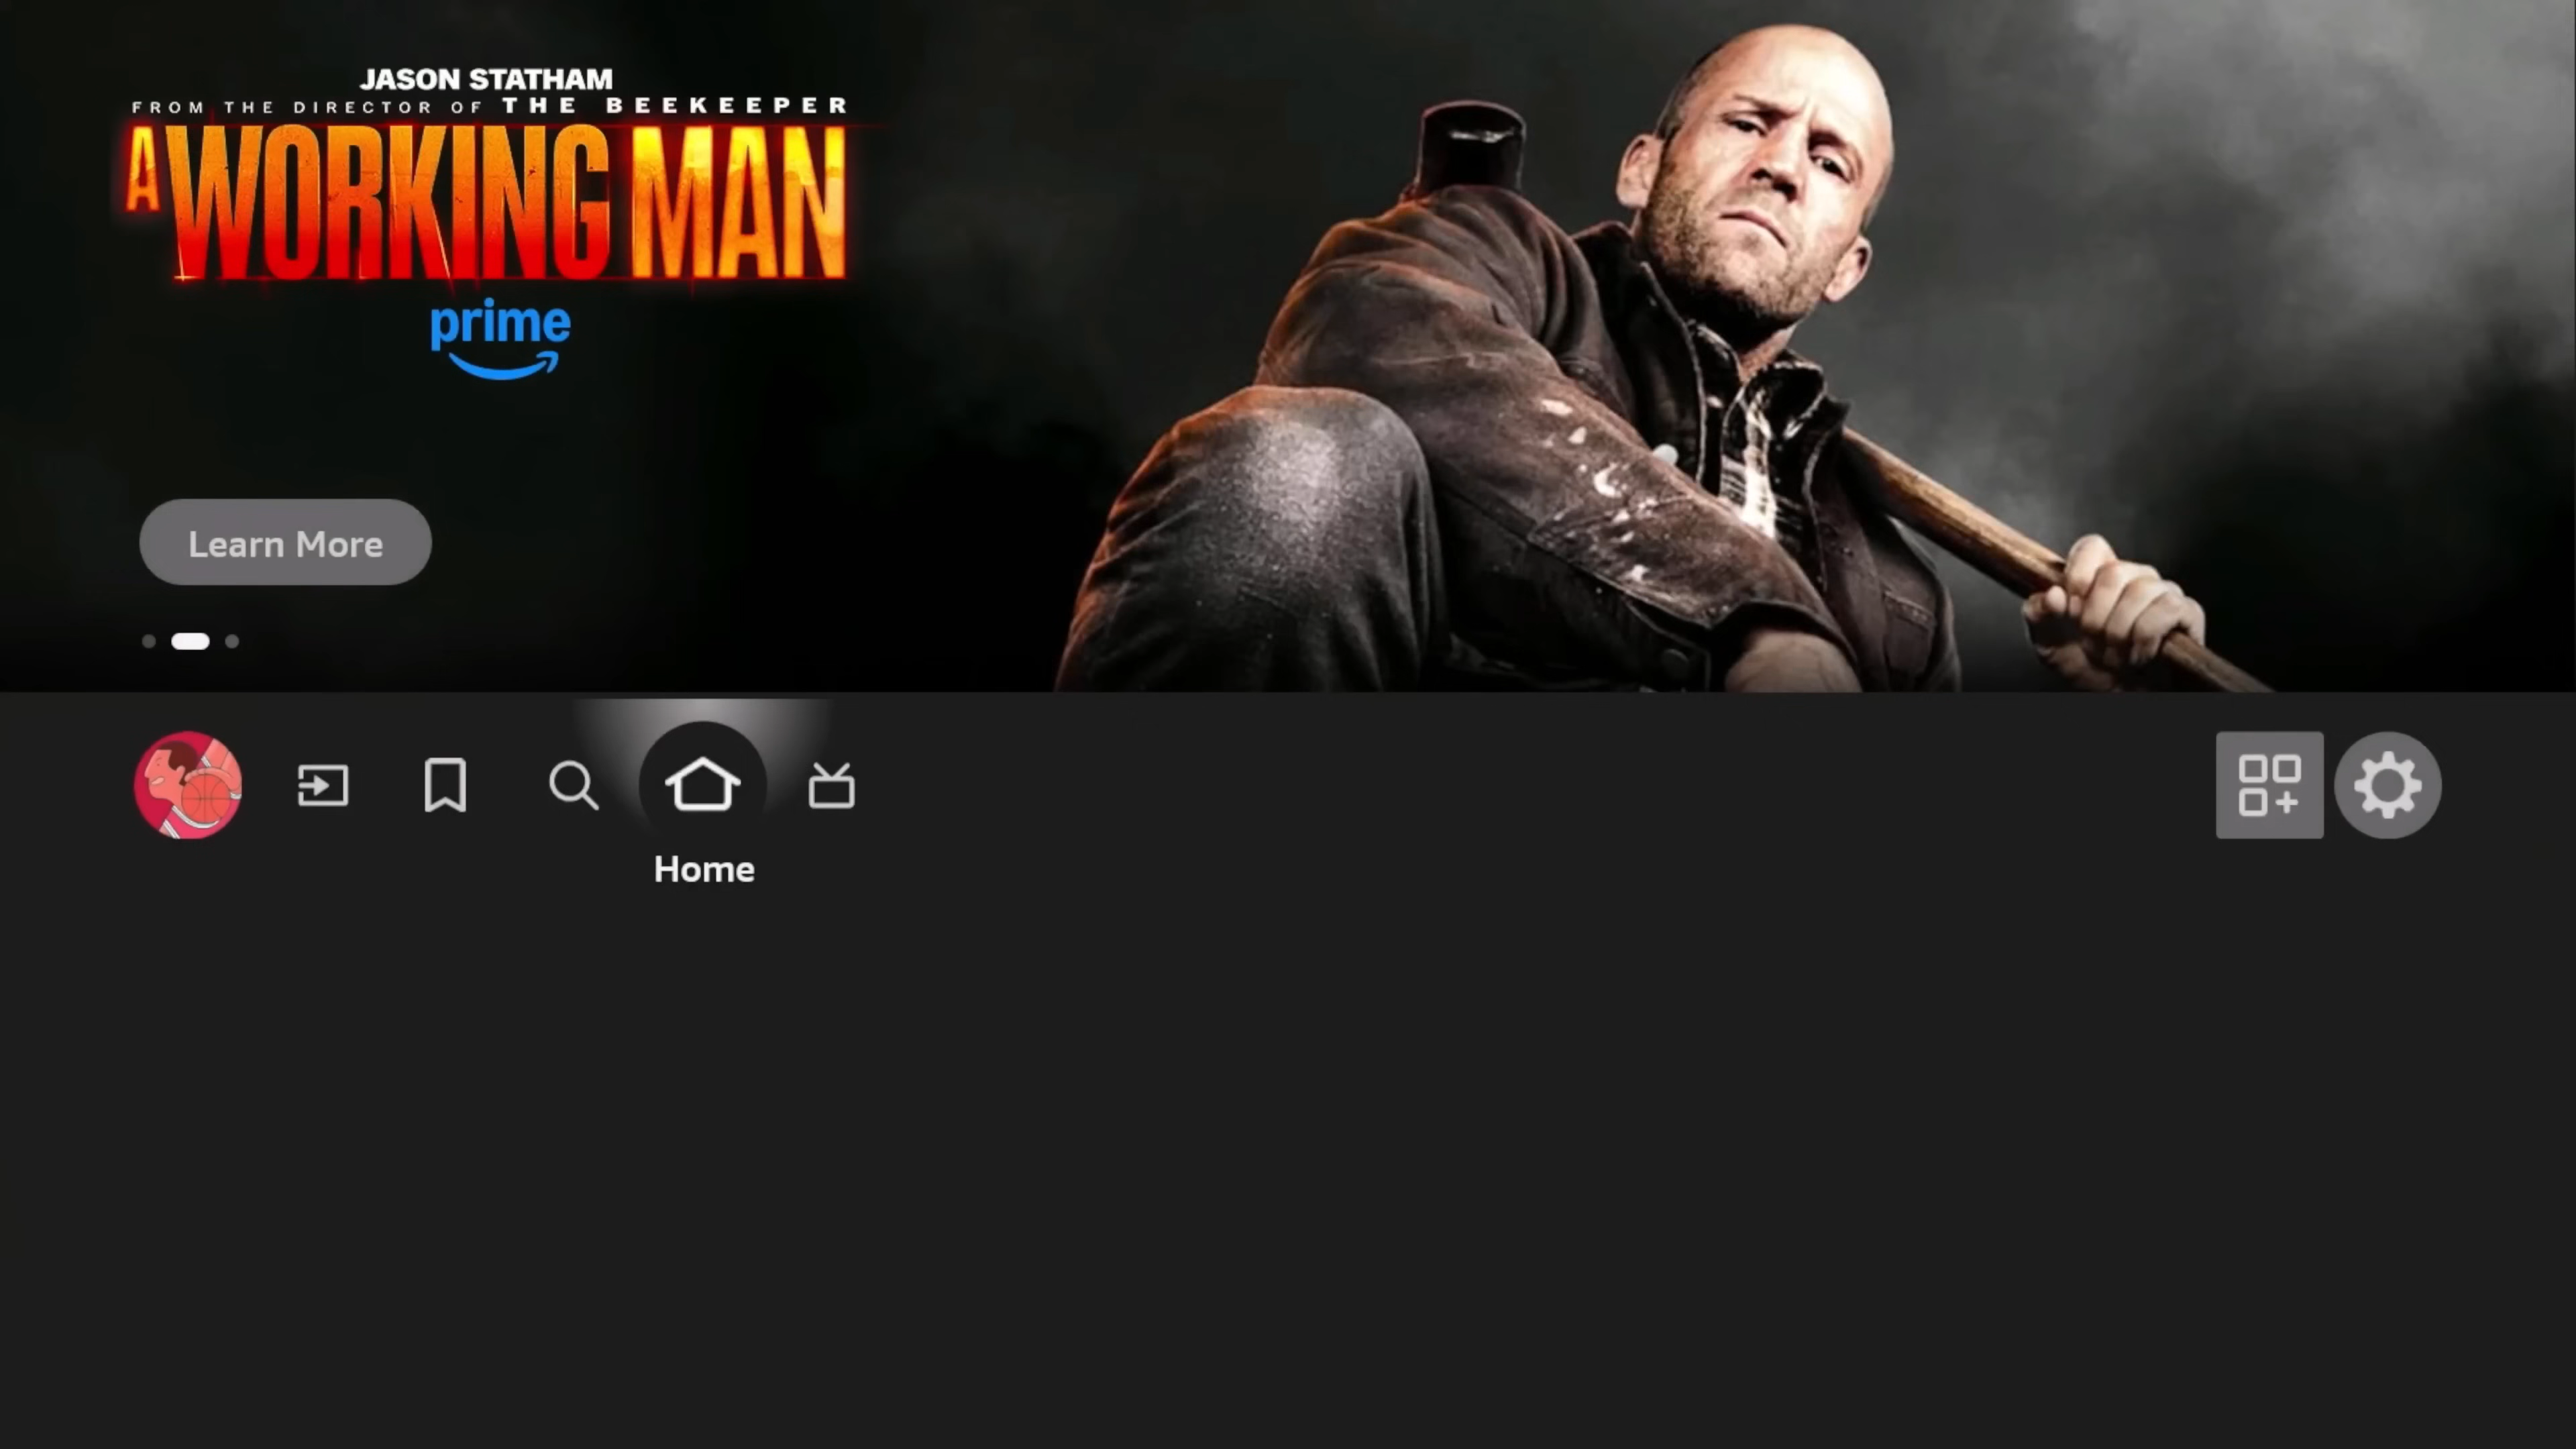 JASON STATHAM
FROM THE DIRECTOR OF THE BEEKEEPER
A WORKING MAN
prime
Learn More
Home